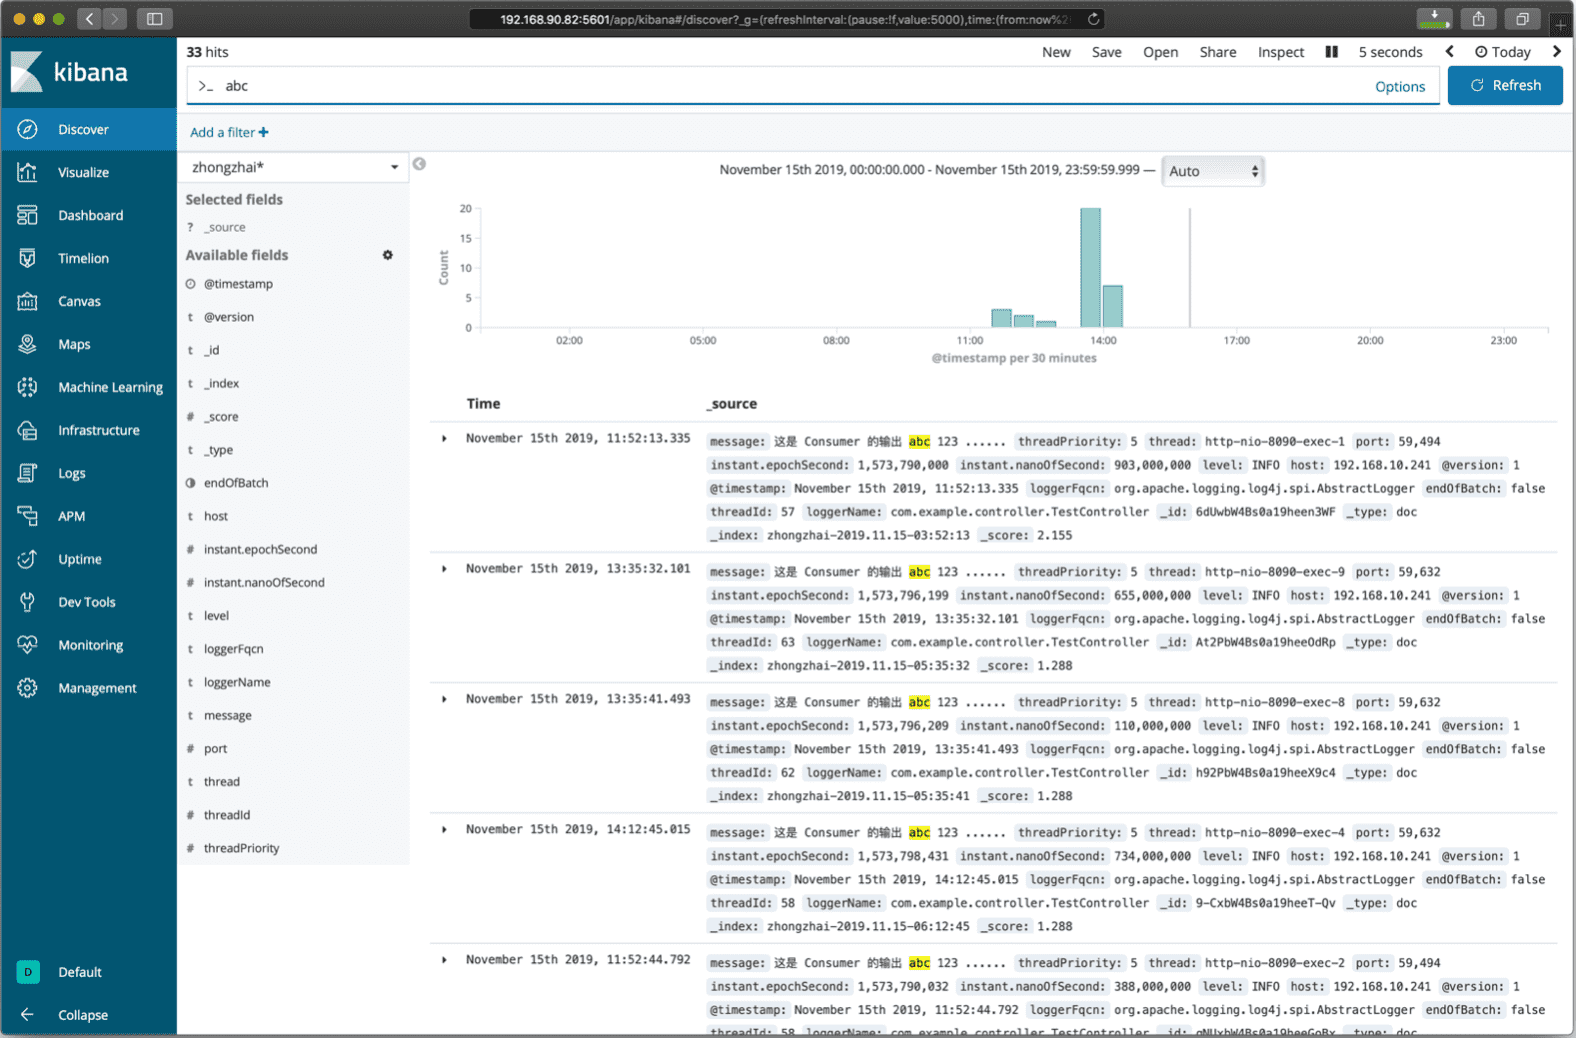 192.168.90.82:5601/app/kibana#/discover?_g=(refreshInterval:(pause:!f,value:5000),time:(from:now%2
33 hits
New Save Open Share Inspect 5 seconds Today
kibana
>_ abc
Options
Refresh
Discover
Add a filter +
Visualize
Dashboard
Timelion
Canvas
Maps
Machine Learning
Infrastructure
Logs
APM
Uptime
Dev Tools
Monitoring
Management
D Default
Collapse
zhongzhai*
Selected fields
? _source
Available fields
@timestamp
t @version
t _id
t _index
# _score
t _type
endOfBatch
t host
# instant.epochSecond
# instant.nanoOfSecond
t level
t loggerFqcn
t loggerName
t message
# port
t thread
# threadId
# threadPriority
November 15th 2019, 00:00:00.000 - November 15th 2019, 23:59:59.999 — Auto
Count
20
15
10
5
0
02:00 05:00 08:00 11:00 14:00 17:00 20:00 23:00
@timestamp per 30 minutes
Time _source
November 15th 2019, 11:52:13.335
message: 这是 Consumer 的输出 abc 123 ...... threadPriority: 5 thread: http-nio-8090-exec-1 port: 59,494
instant.epochSecond: 1,573,790,000 instant.nanoOfSecond: 903,000,000 level: INFO host: 192.168.10.241 @version: 1
@timestamp: November 15th 2019, 11:52:13.335 loggerFqcn: org.apache.logging.log4j.spi.AbstractLogger endOfBatch: false
threadId: 57 loggerName: com.example.controller.TestController _id: 6dUwbW4Bs0a19heen3WF _type: doc
_index: zhongzhai-2019.11.15-03:52:13 _score: 2.155
November 15th 2019, 13:35:32.101
message: 这是 Consumer 的输出 abc 123 ...... threadPriority: 5 thread: http-nio-8090-exec-9 port: 59,632
instant.epochSecond: 1,573,796,199 instant.nanoOfSecond: 655,000,000 level: INFO host: 192.168.10.241 @version: 1
@timestamp: November 15th 2019, 13:35:32.101 loggerFqcn: org.apache.logging.log4j.spi.AbstractLogger endOfBatch: false
threadId: 63 loggerName: com.example.controller.TestController _id: At2PbW4Bs0a19heeOdRp _type: doc
_index: zhongzhai-2019.11.15-05:35:32 _score: 1.288
November 15th 2019, 13:35:41.493
message: 这是 Consumer 的输出 abc 123 ...... threadPriority: 5 thread: http-nio-8090-exec-8 port: 59,632
instant.epochSecond: 1,573,796,209 instant.nanoOfSecond: 110,000,000 level: INFO host: 192.168.10.241 @version: 1
@timestamp: November 15th 2019, 13:35:41.493 loggerFqcn: org.apache.logging.log4j.spi.AbstractLogger endOfBatch: false
threadId: 62 loggerName: com.example.controller.TestController _id: h92PbW4Bs0a19heeX9c4 _type: doc
_index: zhongzhai-2019.11.15-05:35:41 _score: 1.288
November 15th 2019, 14:12:45.015
message: 这是 Consumer 的输出 abc 123 ...... threadPriority: 5 thread: http-nio-8090-exec-4 port: 59,632
instant.epochSecond: 1,573,798,431 instant.nanoOfSecond: 734,000,000 level: INFO host: 192.168.10.241 @version: 1
@timestamp: November 15th 2019, 14:12:45.015 loggerFqcn: org.apache.logging.log4j.spi.AbstractLogger endOfBatch: false
threadId: 58 loggerName: com.example.controller.TestController _id: 9-CxbW4Bs0a19heeT-Qv _type: doc
_index: zhongzhai-2019.11.15-06:12:45 _score: 1.288
November 15th 2019, 11:52:44.792
message: 这是 Consumer 的输出 abc 123 ...... threadPriority: 5 thread: http-nio-8090-exec-2 port: 59,494
instant.epochSecond: 1,573,790,032 instant.nanoOfSecond: 388,000,000 level: INFO host: 192.168.10.241 @version: 1
@timestamp: November 15th 2019, 11:52:44.792 loggerFqcn: org.apache.logging.log4j.spi.AbstractLogger endOfBatch: false
threadId: 58 loggerName: com.example.controller.TestController _id: _type: doc